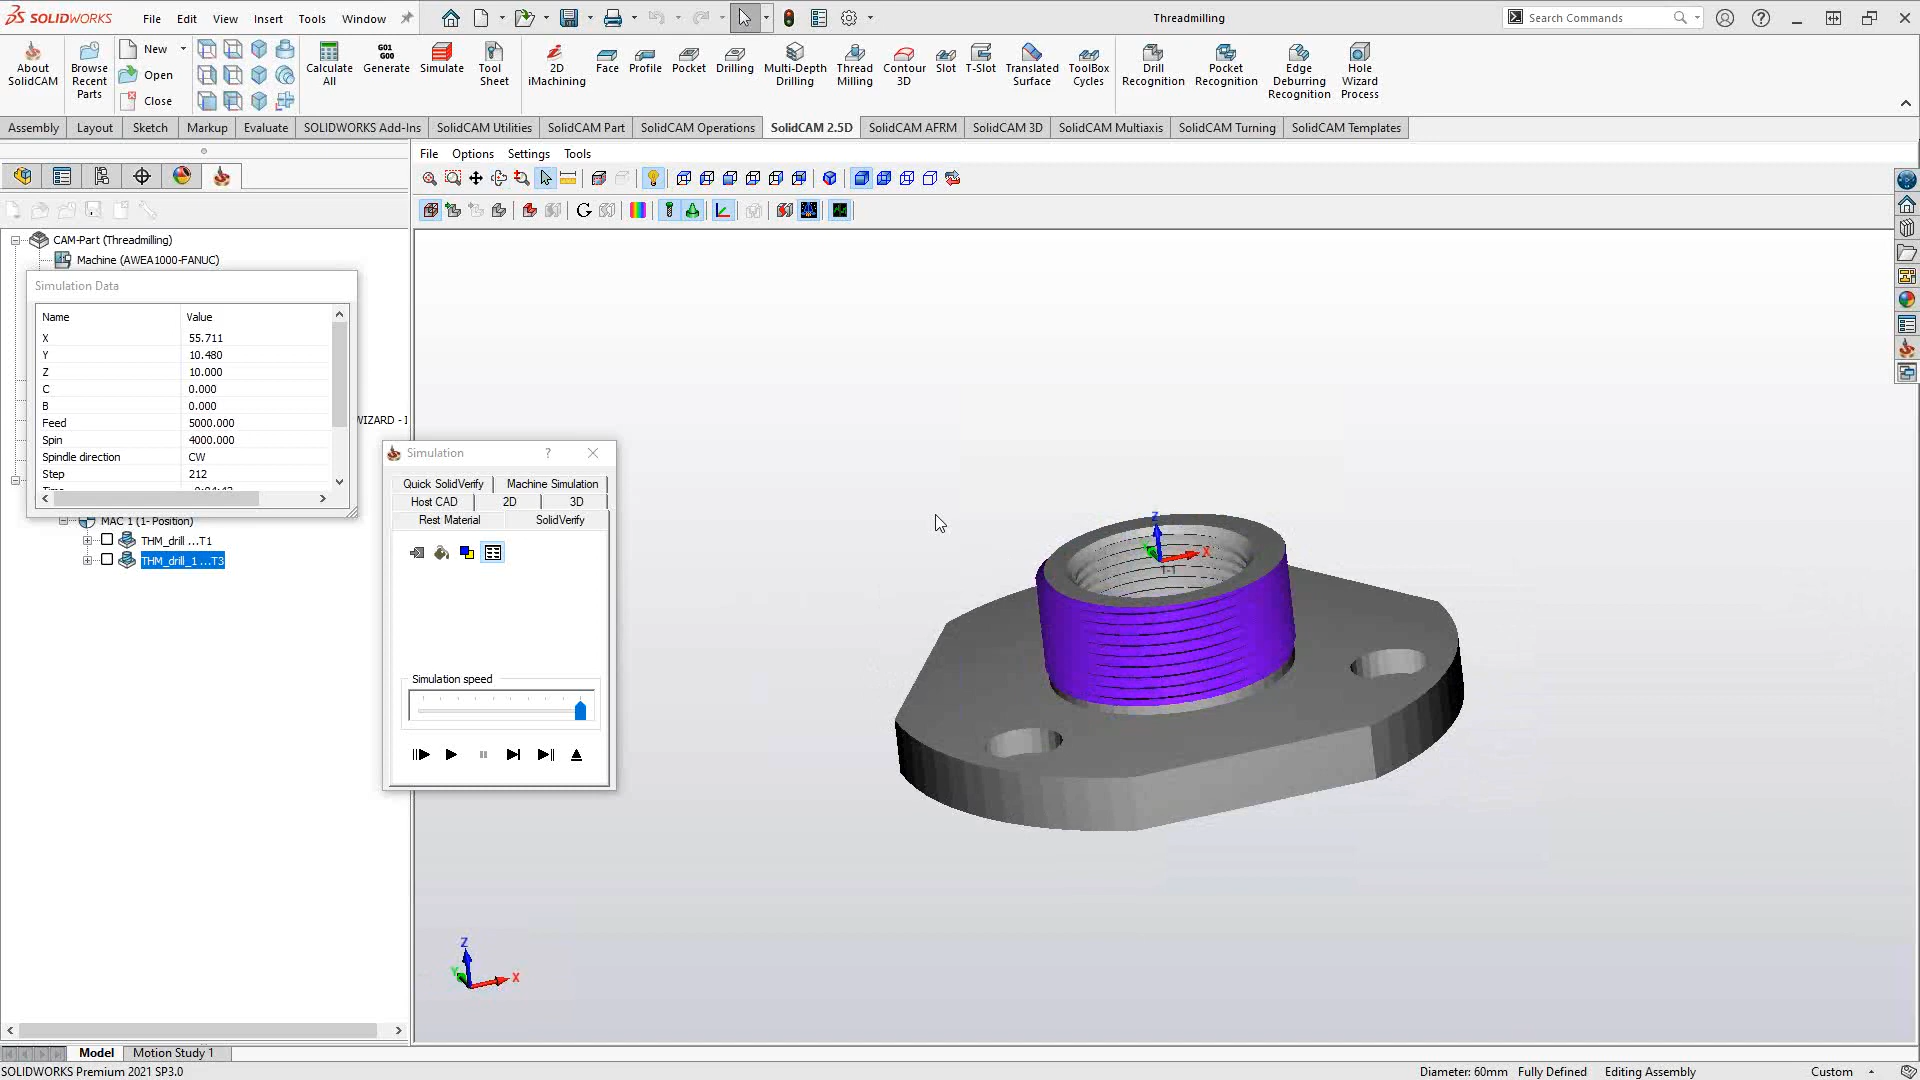 SOLIDWORKS File Edit View Insert Tools Window Threadmilling Search Commands
About SolidCAM
Browse Recent Parts
New
Open
Close
Calculate All
G01 G00
Generate
Simulate
Tool Sheet
2D iMachining
Face
Profile
Pocket
Drilling
Multi-Depth Drilling
Thread Milling
Contour 3D
Slot
T-Slot
Translated Surface
ToolBox Cycles
Drill Recognition
Pocket Recognition
Edge Deburing Recognition
Hole Wizard Process
Assembly Layout Sketch Markup Evaluate SOLIDWORKS Add-Ins SolidCAM Utilities SolidCAM Part SolidCAM Operations SolidCAM 2.5D SolidCAM AFRM SolidCAM 3D SolidCAM Multiaxis SolidCAM Turning SolidCAM Templates
File Options Settings Tools
CAM-Part (Threadmilling)
Machine (AWEA1000-FANUC)
Simulation Data
Name Value
X 55.711
Y 10.480
Z 10.000
C 0.000
B 0.000
Feed 5000.000
Spin 4000.000
Spindle direction CW
Step 212
WIZARD - I
MAC 1 (1- Position)
THM_drill ...T1
THM_drill_1 ...T3
Simulation ?
Quick SolidVerify Machine Simulation
Host CAD 2D 3D
Rest Material SolidVerify
Simulation speed
Z
Y
X
1-1
Z
Y
X
Model Motion Study 1
SOLIDWORKS Premium 2021 SP3.0 Diameter: 60mm Fully Defined Editing Assembly Custom